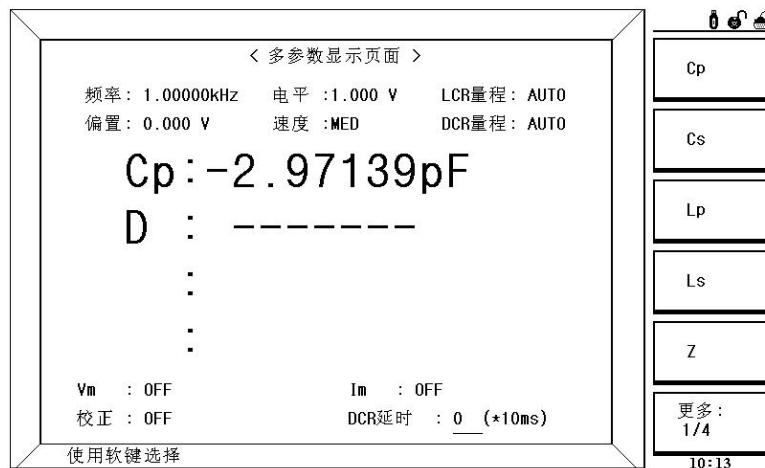 < 多参数显示页面 >
频率: 1.00000kHz 电平 :1.000 V LCR量程: AUTO
偏置: 0.000 V 速度 :MED DCR量程: AUTO
Cp:-2.97139pF
D : -------
:
:
Vm : OFF Im : OFF
校正 : OFF DCR延时 : 0 (*10ms)
使用软键选择
Cp
Cs
Lp
Ls
Z
更多:
1/4
10:13